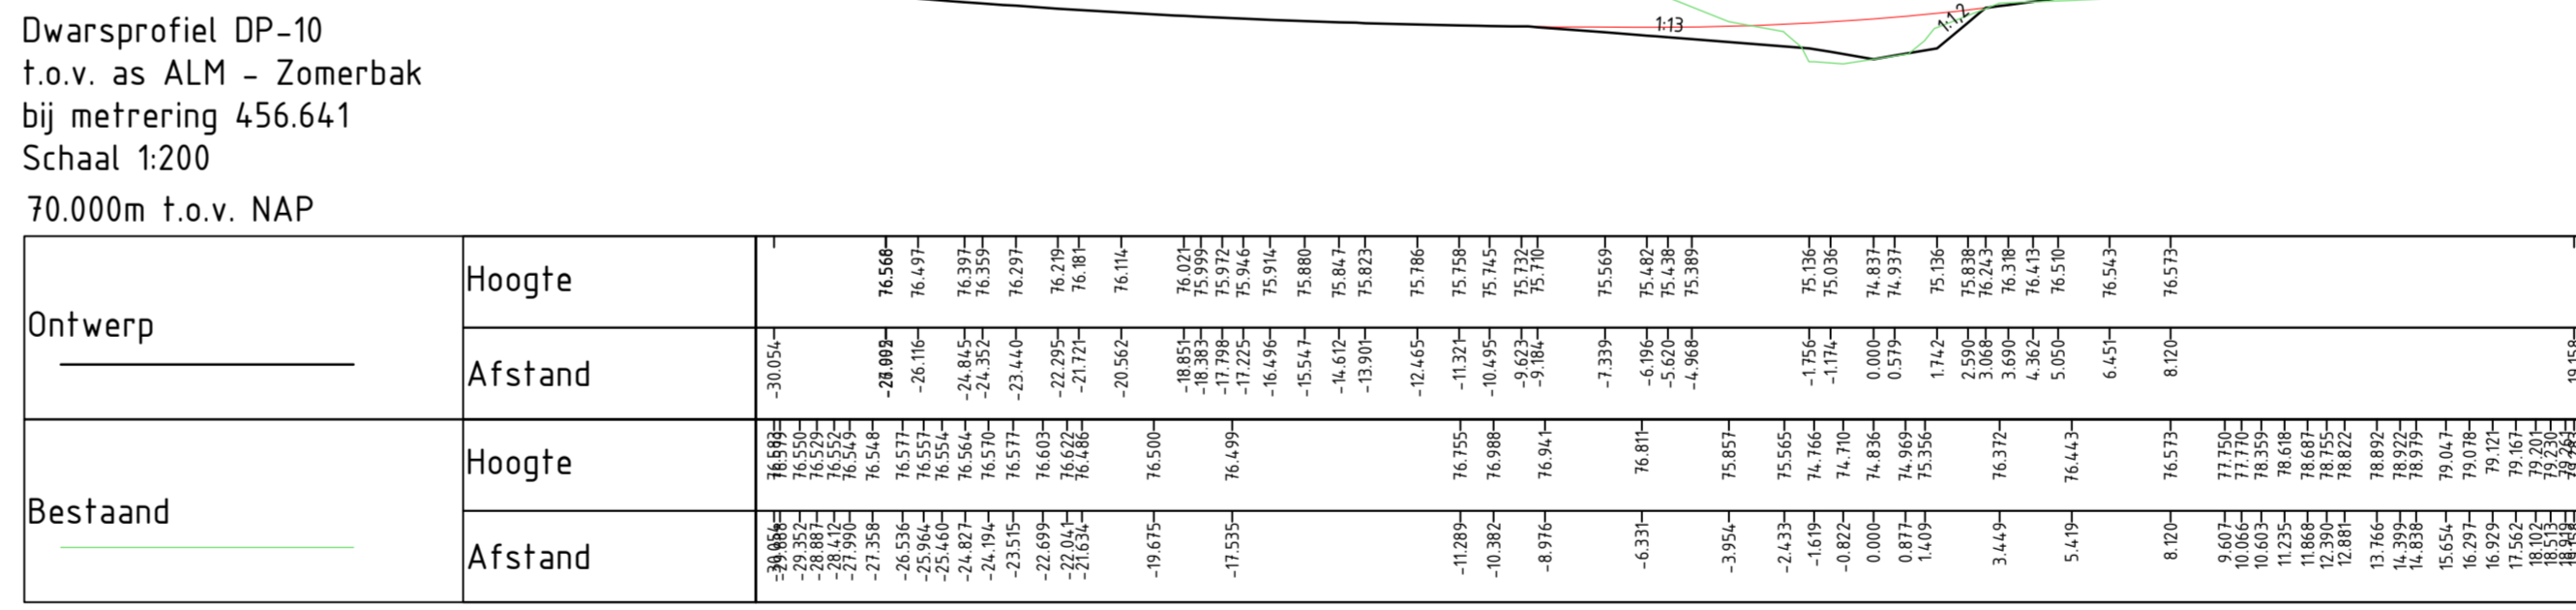 Dwarsprofiel DP-10
t.o.v. as ALM - Zomerbak
bij metrering 456.641
Schaal 1:200
70.000m t.o.v. NAP
1:13
1:1,2
Ontwerp
Hoogte
76.568 76.497 76.397 76.359 76.297 76.219 76.181 76.114 76.021 75.999 75.972 75.946 75.914 75.880 75.847 75.823 75.786 75.758 75.745 75.732 75.710 75.569 75.482 75.438 75.389 75.136 75.036 74.837 74.937 75.136 75.838 76.243 76.318 76.413 76.510 76.543 76.573
Afstand
-30.054 -26.116 -24.845 -24.352 -23.440 -22.295 -21.721 -20.562 -18.851 -18.383 -17.798 -17.225 -16.496 -15.547 -14.612 -13.901 -12.465 -11.321 -10.495 -9.623 -9.184 -7.339 -6.196 -5.620 -4.968 -1.756 -1.174 0.000 0.579 1.742 2.590 3.068 3.690 4.362 5.050 6.451 8.120 19.158
Bestaand
Hoogte
76.550 76.529 76.552 76.549 76.548 76.577 76.557 76.554 76.564 76.570 76.577 76.603 76.622 76.486 76.500 76.499 76.755 76.988 76.941 76.811 75.857 75.565 74.766 74.710 74.836 74.969 75.356 76.372 76.443 76.573 77.750 77.770 78.359 78.618 78.687 78.755 78.822 78.892 78.922 78.979 79.047 79.078 79.121 79.167 79.201 79.230
Afstand
-29.352 -28.887 -28.412 -27.990 -27.358 -26.536 -25.964 -25.460 -24.827 -24.194 -23.515 -22.699 -22.041 -21.634 -19.675 -17.535 -11.289 -10.382 -8.976 -6.331 -3.954 -2.433 -1.619 -0.822 0.000 0.877 1.409 3.449 5.419 8.120 9.607 10.066 10.603 11.235 11.868 12.390 12.881 13.766 14.399 14.838 15.654 16.297 16.929 17.562 18.102 18.513